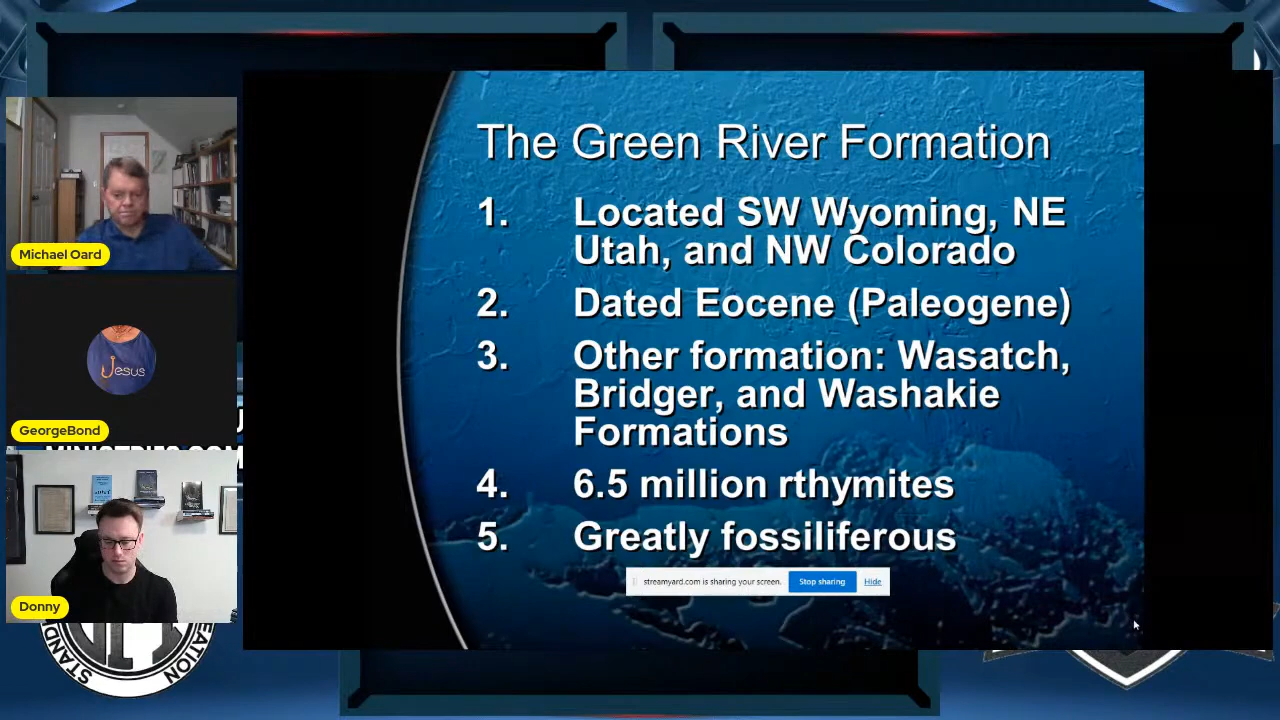 The Green River Formation
1. Located SW Wyoming, NE
Utah, and NW Colorado
2. Dated Eocene (Paleogene)
3. Other formation: Wasatch,
Bridger, and Washakie
Formations
4. 6.5 million rthymites
5. Greatly fossiliferous
streamyard.com is sharing your screen. Stop sharing Hide
Michael Oard
Jesus
GeorgeBond
Donny